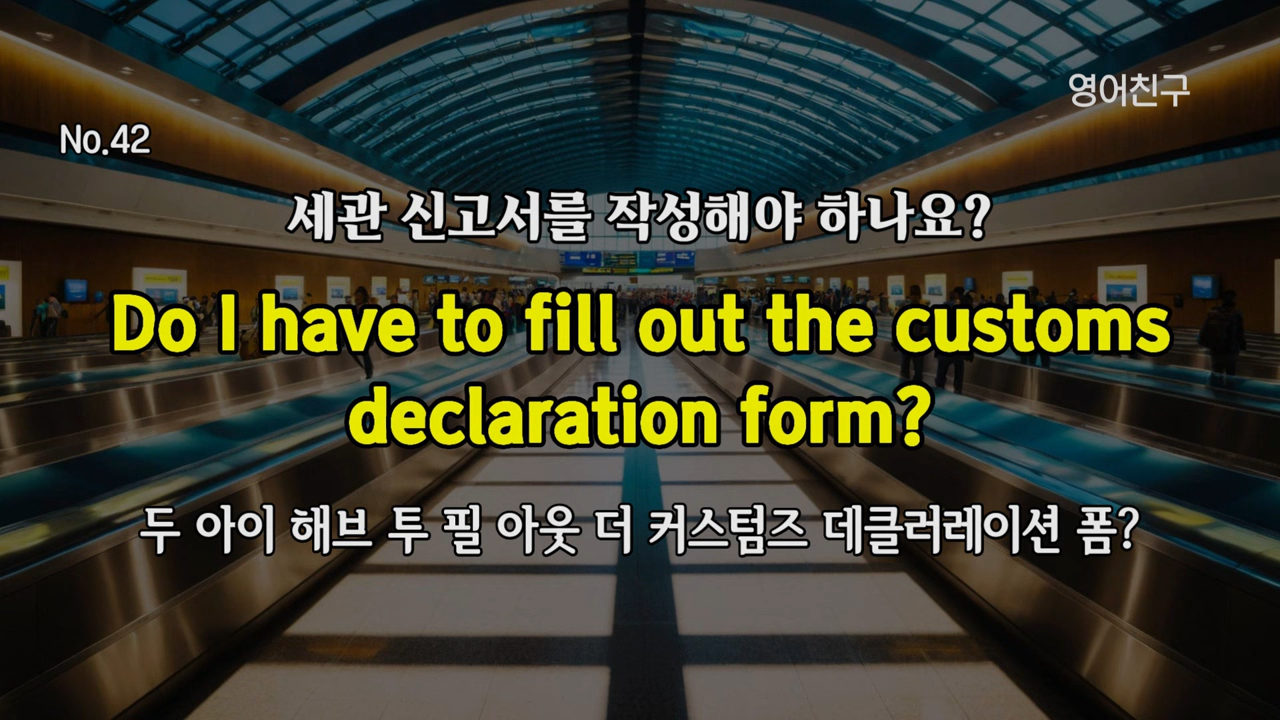 영어친구
No.42
세관 신고서를 작성해야 하나요?
Do I have to fill out the customs
declaration form?
두 아이 해브 투 필 아웃 더 커스텀즈 데클러레이션 폼?